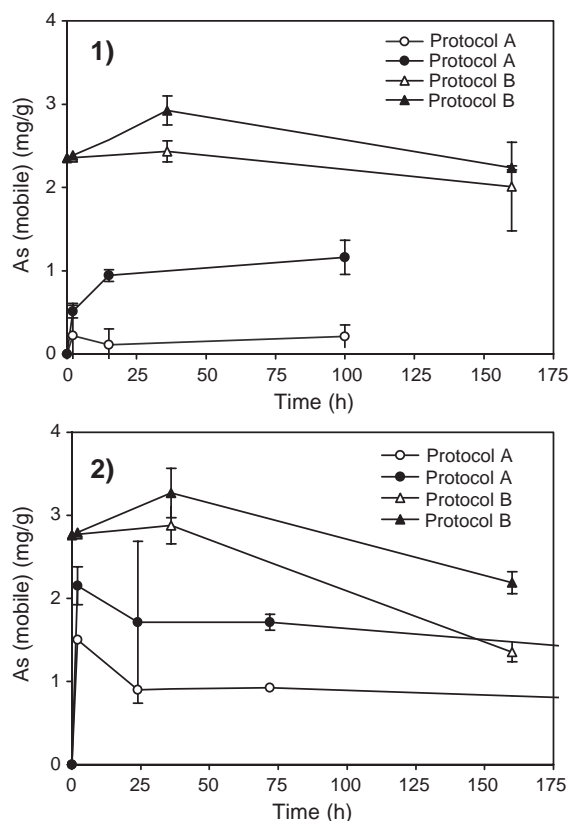 1)
Protocol A
Protocol A
Protocol B
Protocol B
As (mobile) (mg/g)
4
3
2
1
0
0 25 50 75 100 125 150 175
Time (h)
2)
Protocol A
Protocol A
Protocol B
Protocol B
As (mobile) (mg/g)
4
3
2
1
0
0 25 50 75 100 125 150 175
Time (h)